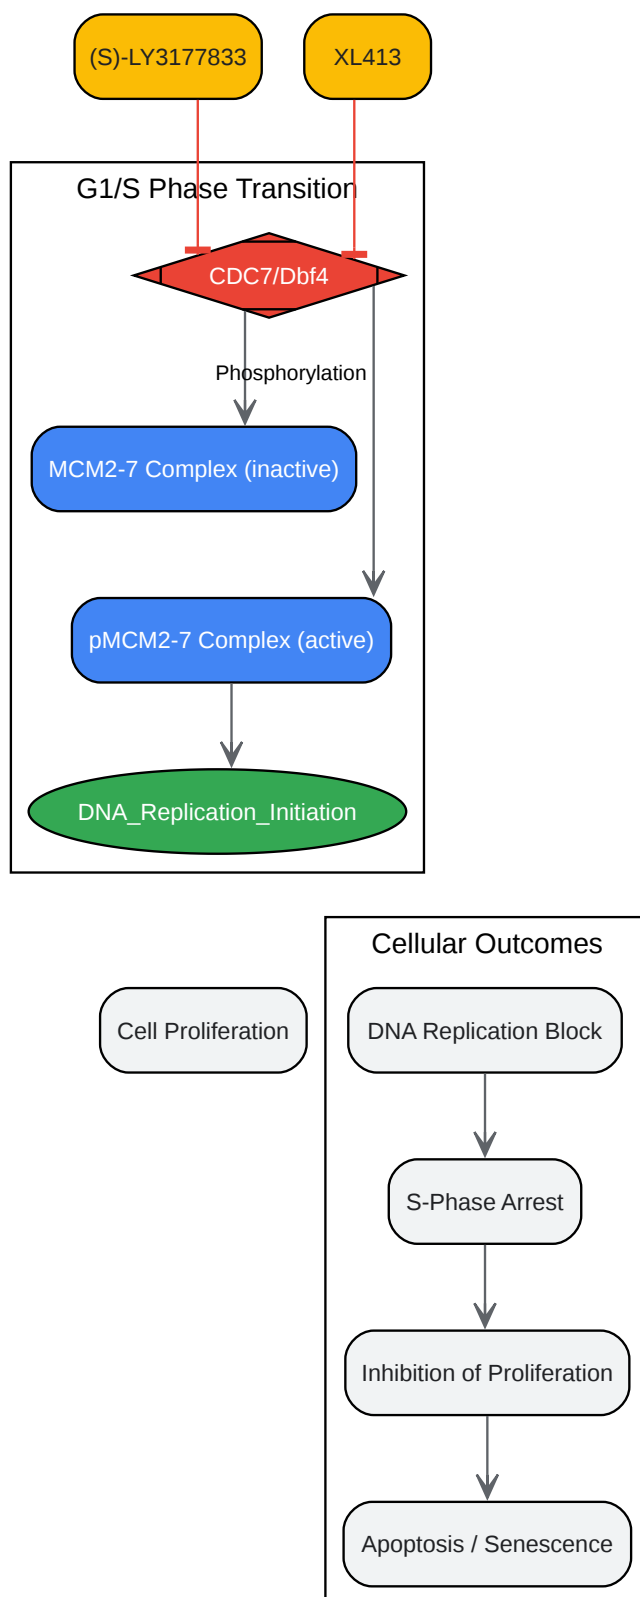 (S)-LY3177833
XL413
G1/S Phase Transition
CDC7/Dbf4
Phosphorylation
MCM2-7 Complex (inactive)
pMCM2-7 Complex (active)
DNA_Replication_Initiation
Cellular Outcomes
Cell Proliferation
DNA Replication Block
S-Phase Arrest
Inhibition of Proliferation
Apoptosis / Senescence